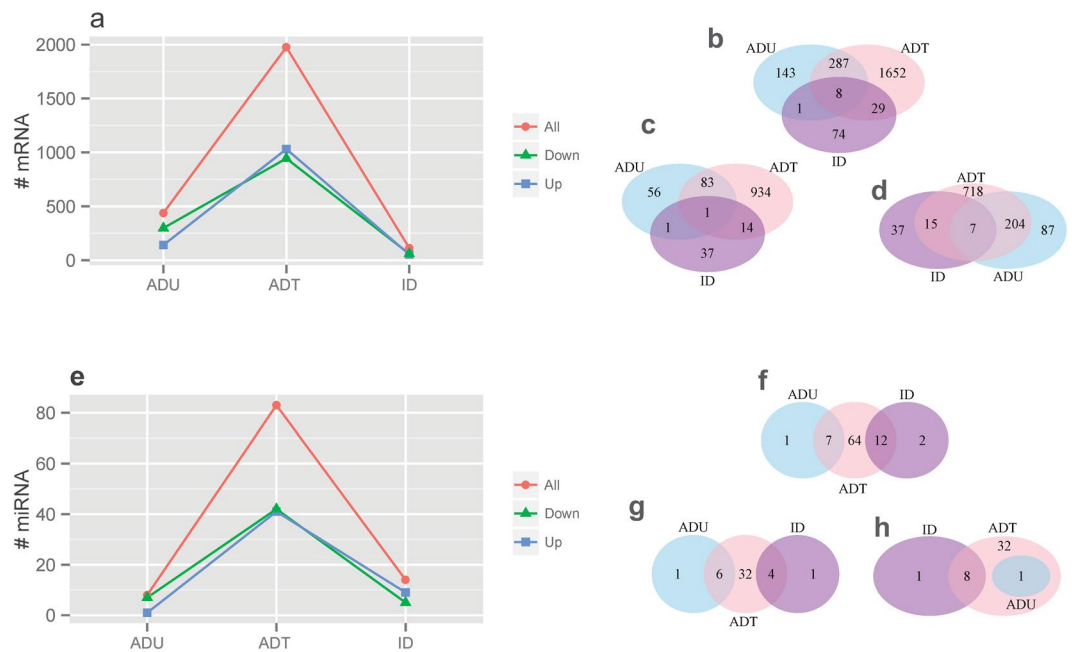 a
2000
1500
1000
500
0
# mRNA
ADU
ADT
ID
All
Down
Up
b
ADU
ADT
143
287
1652
8
1
29
74
ID
c
ADU
ADT
56
83
934
1
1
14
37
ID
d
ADT
718
37
15
7
204
87
ID
ADU
e
80
60
40
20
0
# miRNA
ADU
ADT
ID
All
Down
Up
f
ADU
ID
1
7
64
12
2
ADT
g
ADU
ID
1
6
32
4
1
ADT
h
ID
ADT
32
1
8
1
ADU